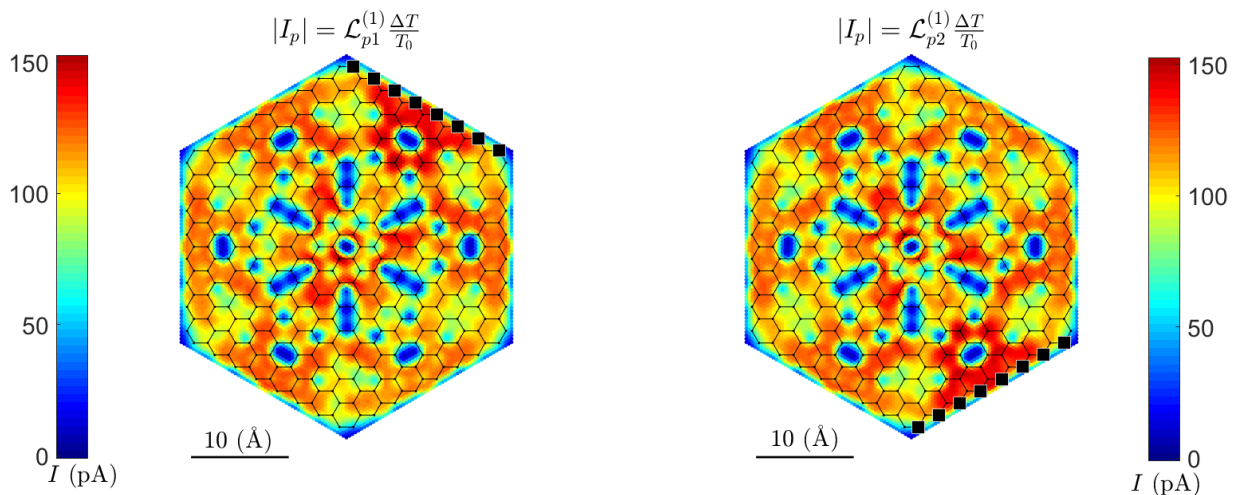 |I_p| = \mathcal{L}_{p1}^{(1)} \frac{\Delta T}{T_0}
150
100
50
0
I (pA)
10 (Å)
|I_p| = \mathcal{L}_{p2}^{(1)} \frac{\Delta T}{T_0}
10 (Å)
150
100
50
0
I (pA)